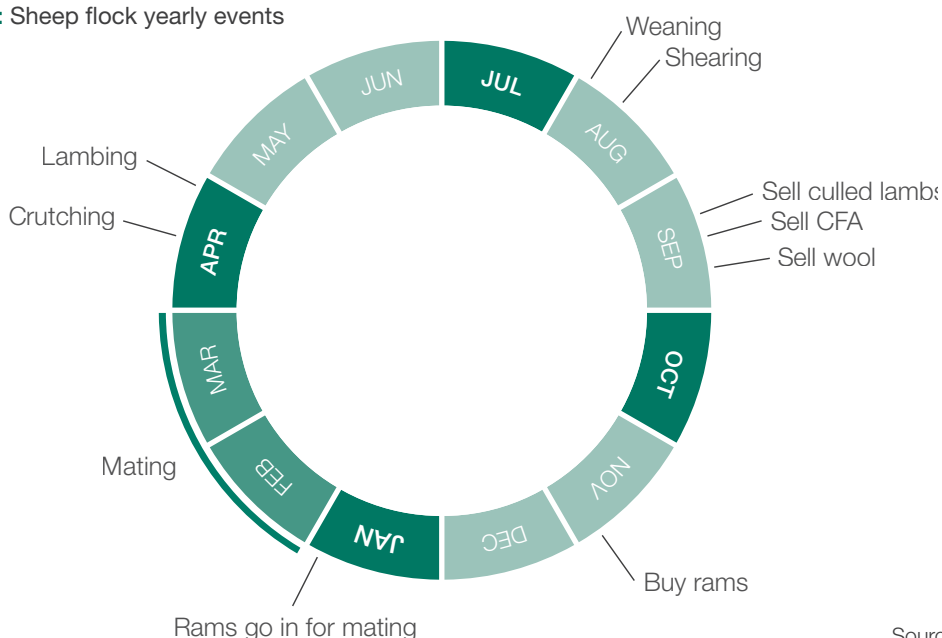 : Sheep flock yearly events
Weaning
Shearing
JUN
JUL
MAY
AUG
Lambing
Crutching
APR
SEP
Sell culled lambs
Sell CFA
Sell wool
MAR
OCT
Mating
FEB
NOV
JAN
DEC
Buy rams
Rams go in for mating
Sourc